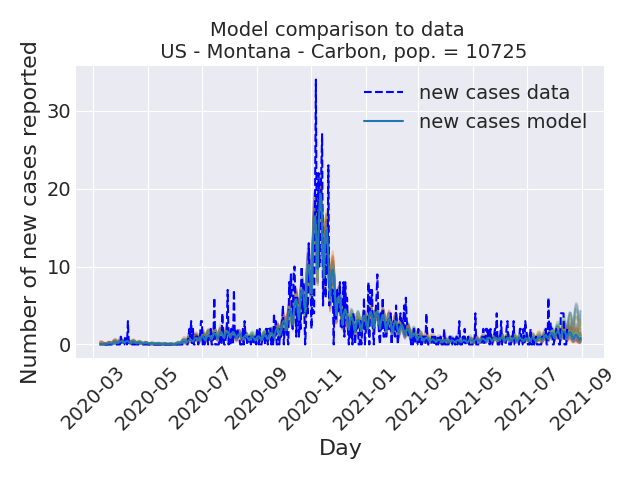 Model comparison to data
US - Montana - Carbon, pop. = 10725
Number of new cases reported
30
20
10
0
new cases data
new cases model
2020-03
2020-05
2020-07
2020-09
2020-11
2021-01
2021-03
2021-05
2021-07
2021-09
Day